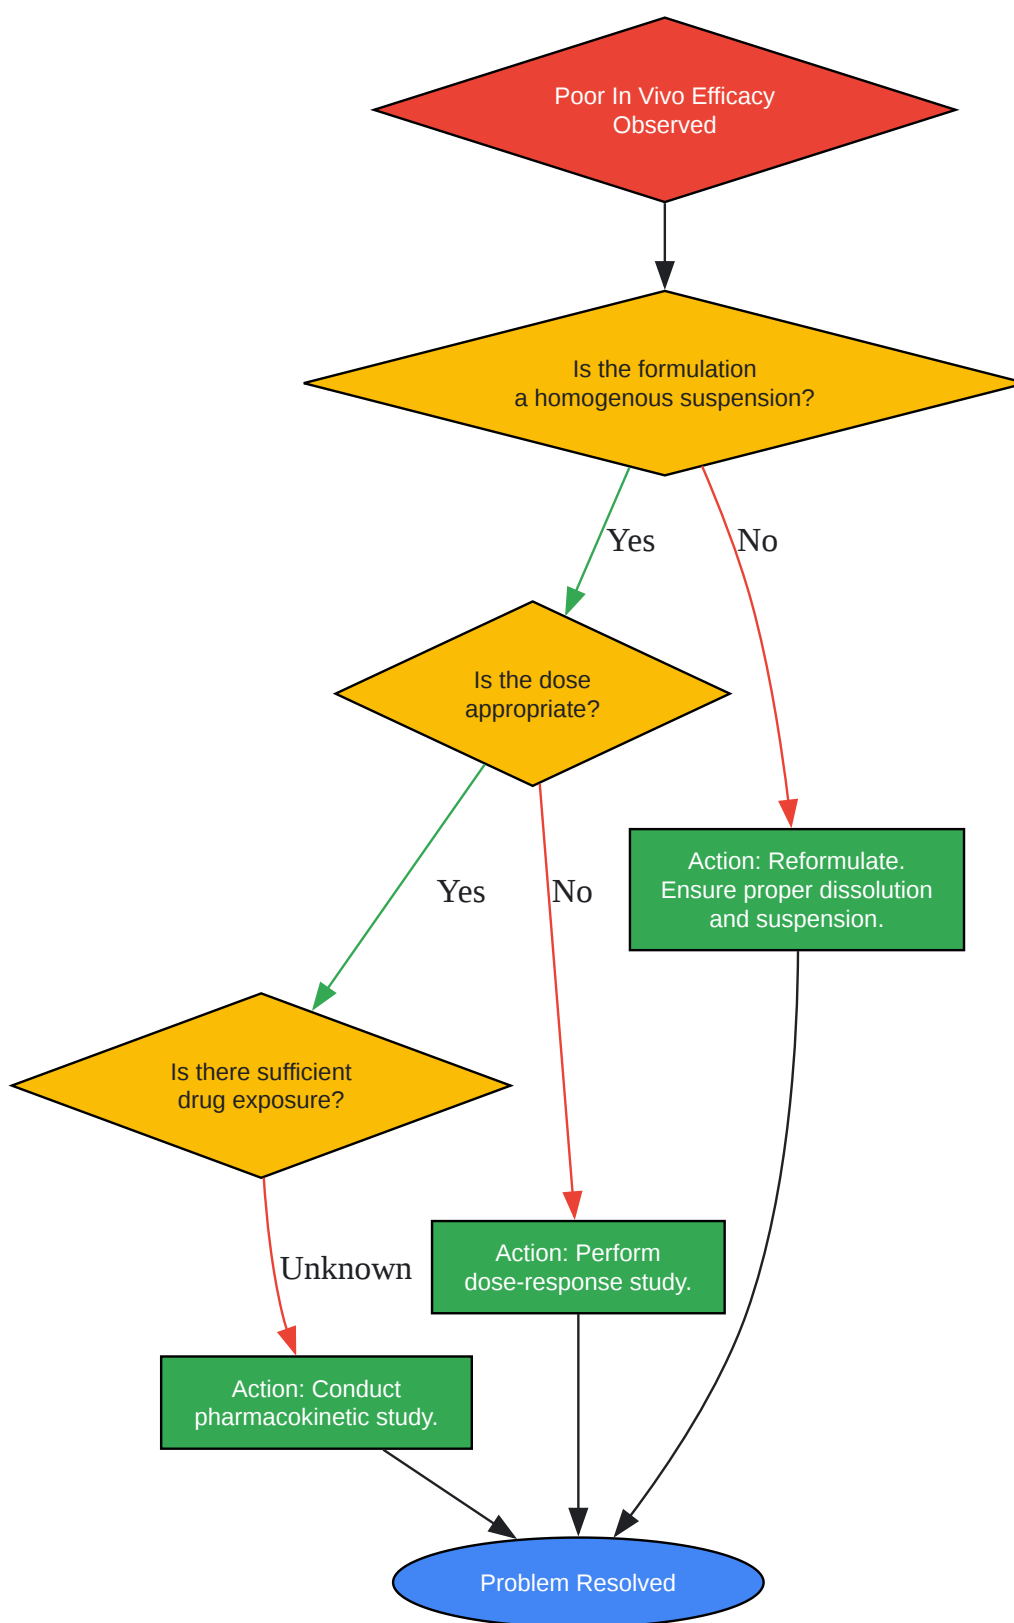 Poor In Vivo Efficacy
Observed
Is the formulation
a homogenous suspension?
Yes
No
Is the dose
appropriate?
Action: Reformulate.
Ensure proper dissolution
and suspension.
Yes
No
Is there sufficient
drug exposure?
Unknown
Action: Perform
dose-response study.
Action: Conduct
pharmacokinetic study.
Problem Resolved